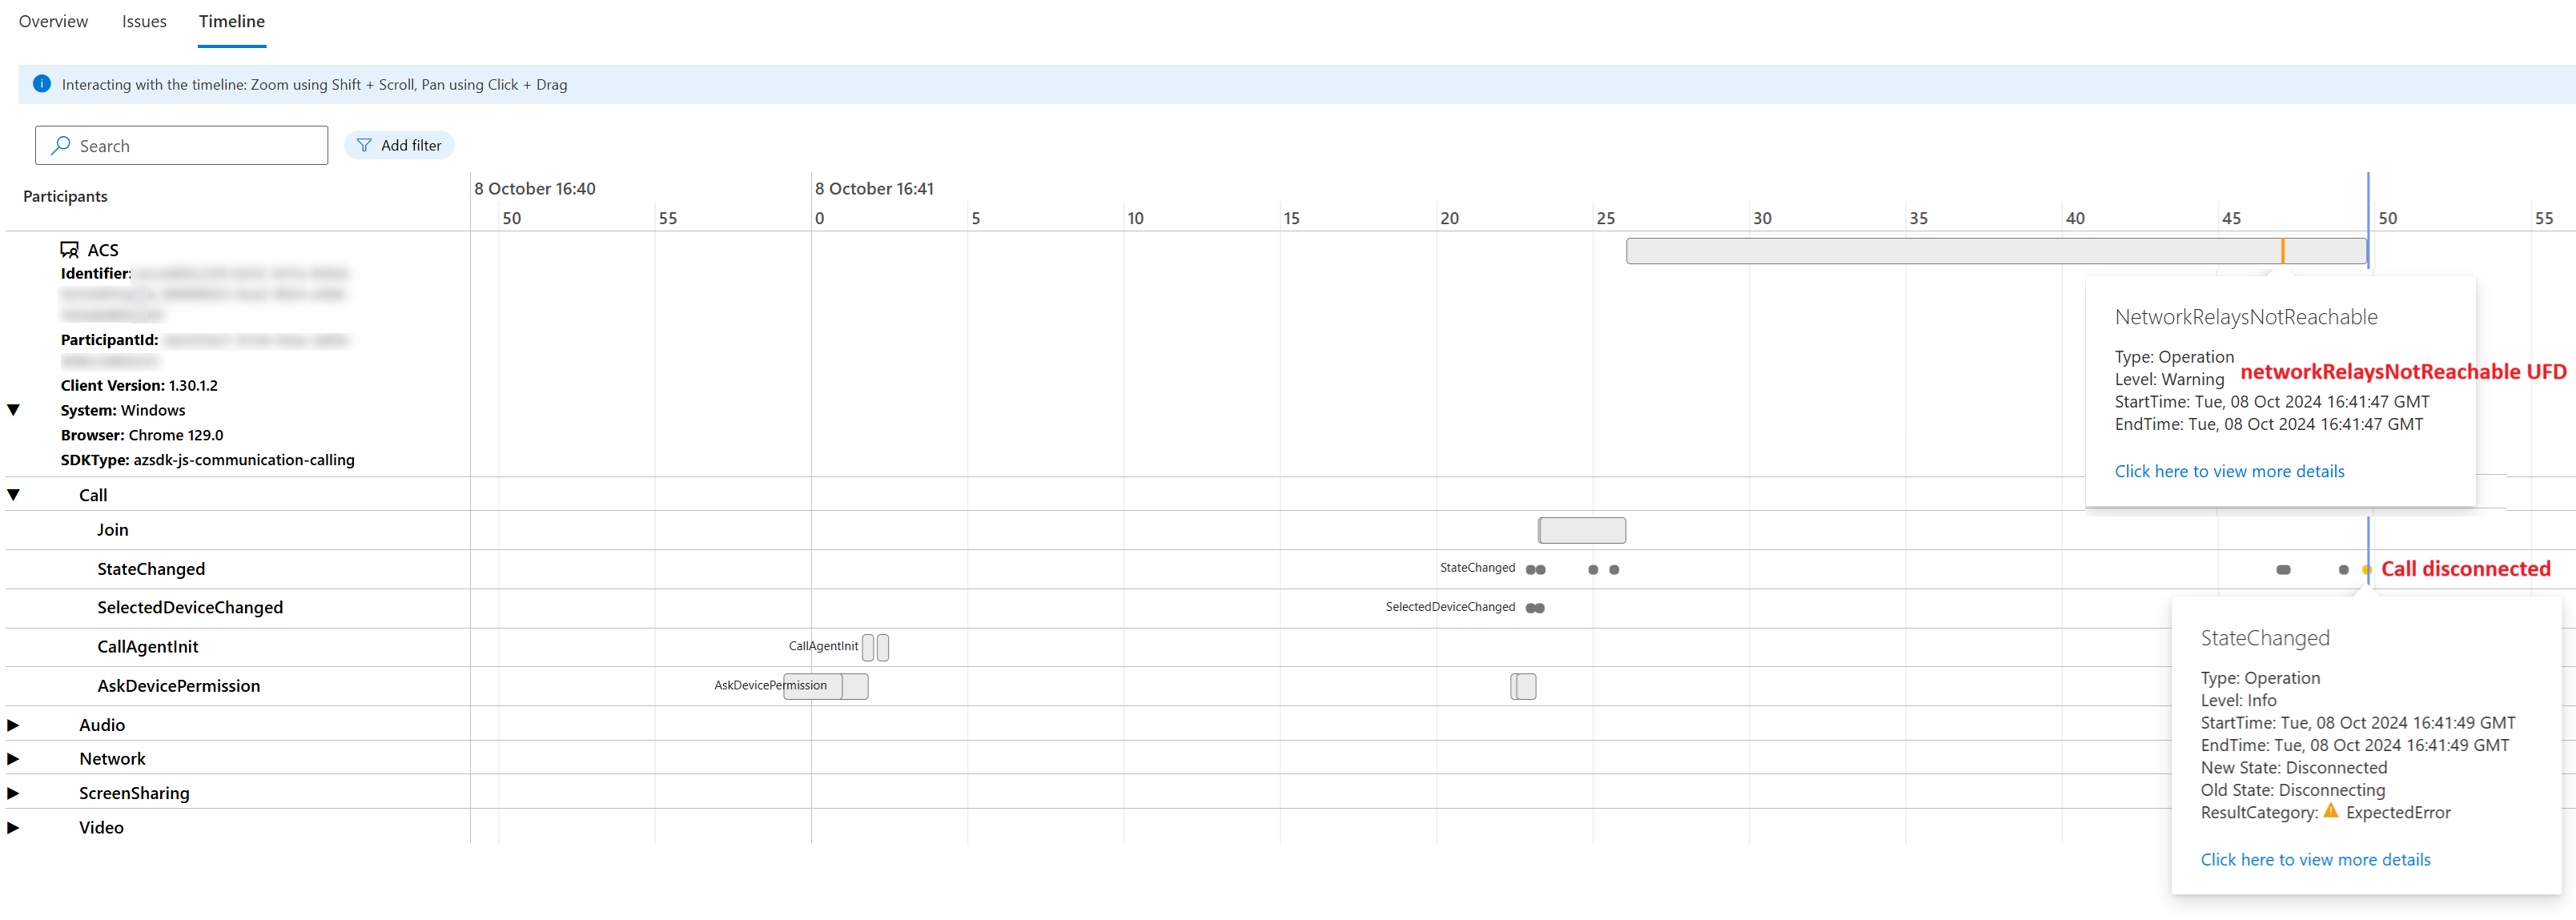 Overview Issues Timeline
Interacting with the timeline: Zoom using Shift + Scroll, Pan using Click + Drag
Search Add filter
Participants
8 October 16:40 8 October 16:41
50 55 0 5 10 15 20 25 30 35 40 45 50 55
ACS
Identifier:
ParticipantId:
Client Version: 1.30.1.2
System: Windows
Browser: Chrome 129.0
SDKType: azsdk-js-communication-calling
NetworkRelaysNotReachable
Type: Operation
Level: Warning
networkRelaysNotReachable UFD
StartTime: Tue, 08 Oct 2024 16:41:47 GMT
EndTime: Tue, 08 Oct 2024 16:41:47 GMT
Click here to view more details
Call
Join
StateChanged StateChanged Call disconnected
SelectedDeviceChanged SelectedDeviceChanged
CallAgentInit CallAgentInit
AskDevicePermission AskDevicePermission
Audio
Network
ScreenSharing
Video
StateChanged
Type: Operation
Level: Info
StartTime: Tue, 08 Oct 2024 16:41:49 GMT
EndTime: Tue, 08 Oct 2024 16:41:49 GMT
New State: Disconnected
Old State: Disconnecting
ResultCategory: ExpectedError
Click here to view more details